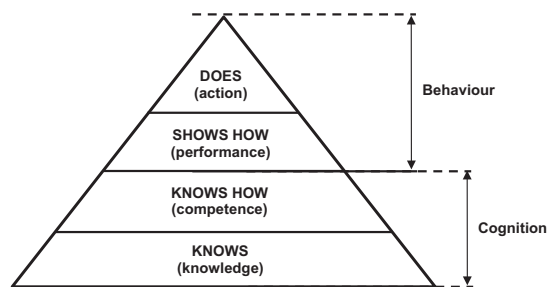 DOES
(action)
Behaviour
SHOWS HOW
(performance)
KNOWS HOW
(competence)
Cognition
KNOWS
(knowledge)